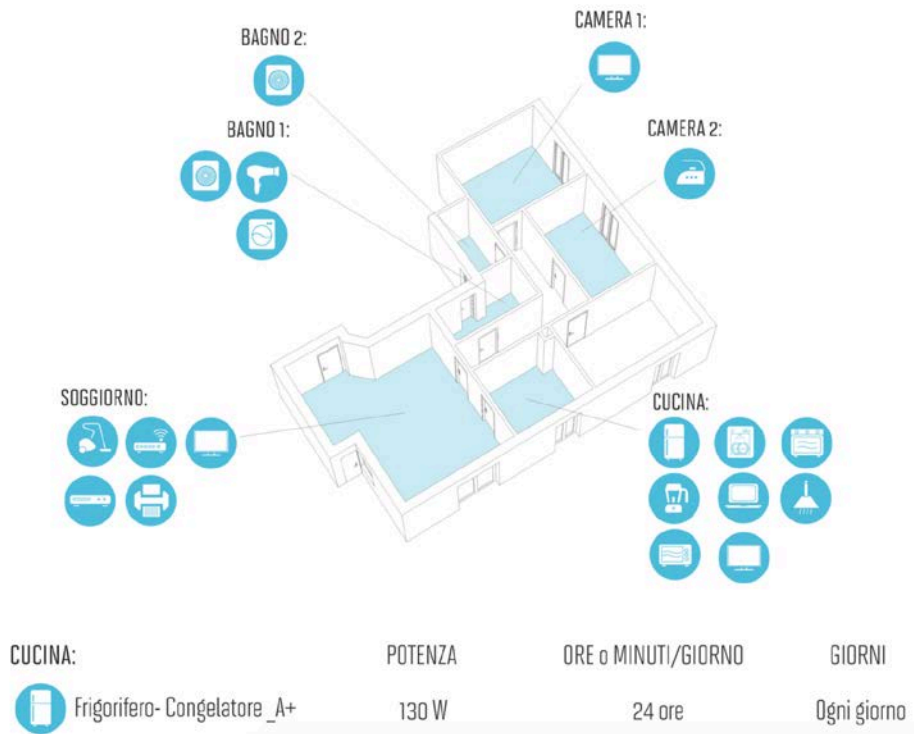 CAMERA 1:
BAGNO 2:
BAGNO 1:
CAMERA 2:
SOGGIORNO:
CUCINA:
CUCINA: POTENZA ORE o MINUTI/GIORNO GIORNI
Frigorifero- Congelatore _A+ 130 W 24 ore Ogni giorno